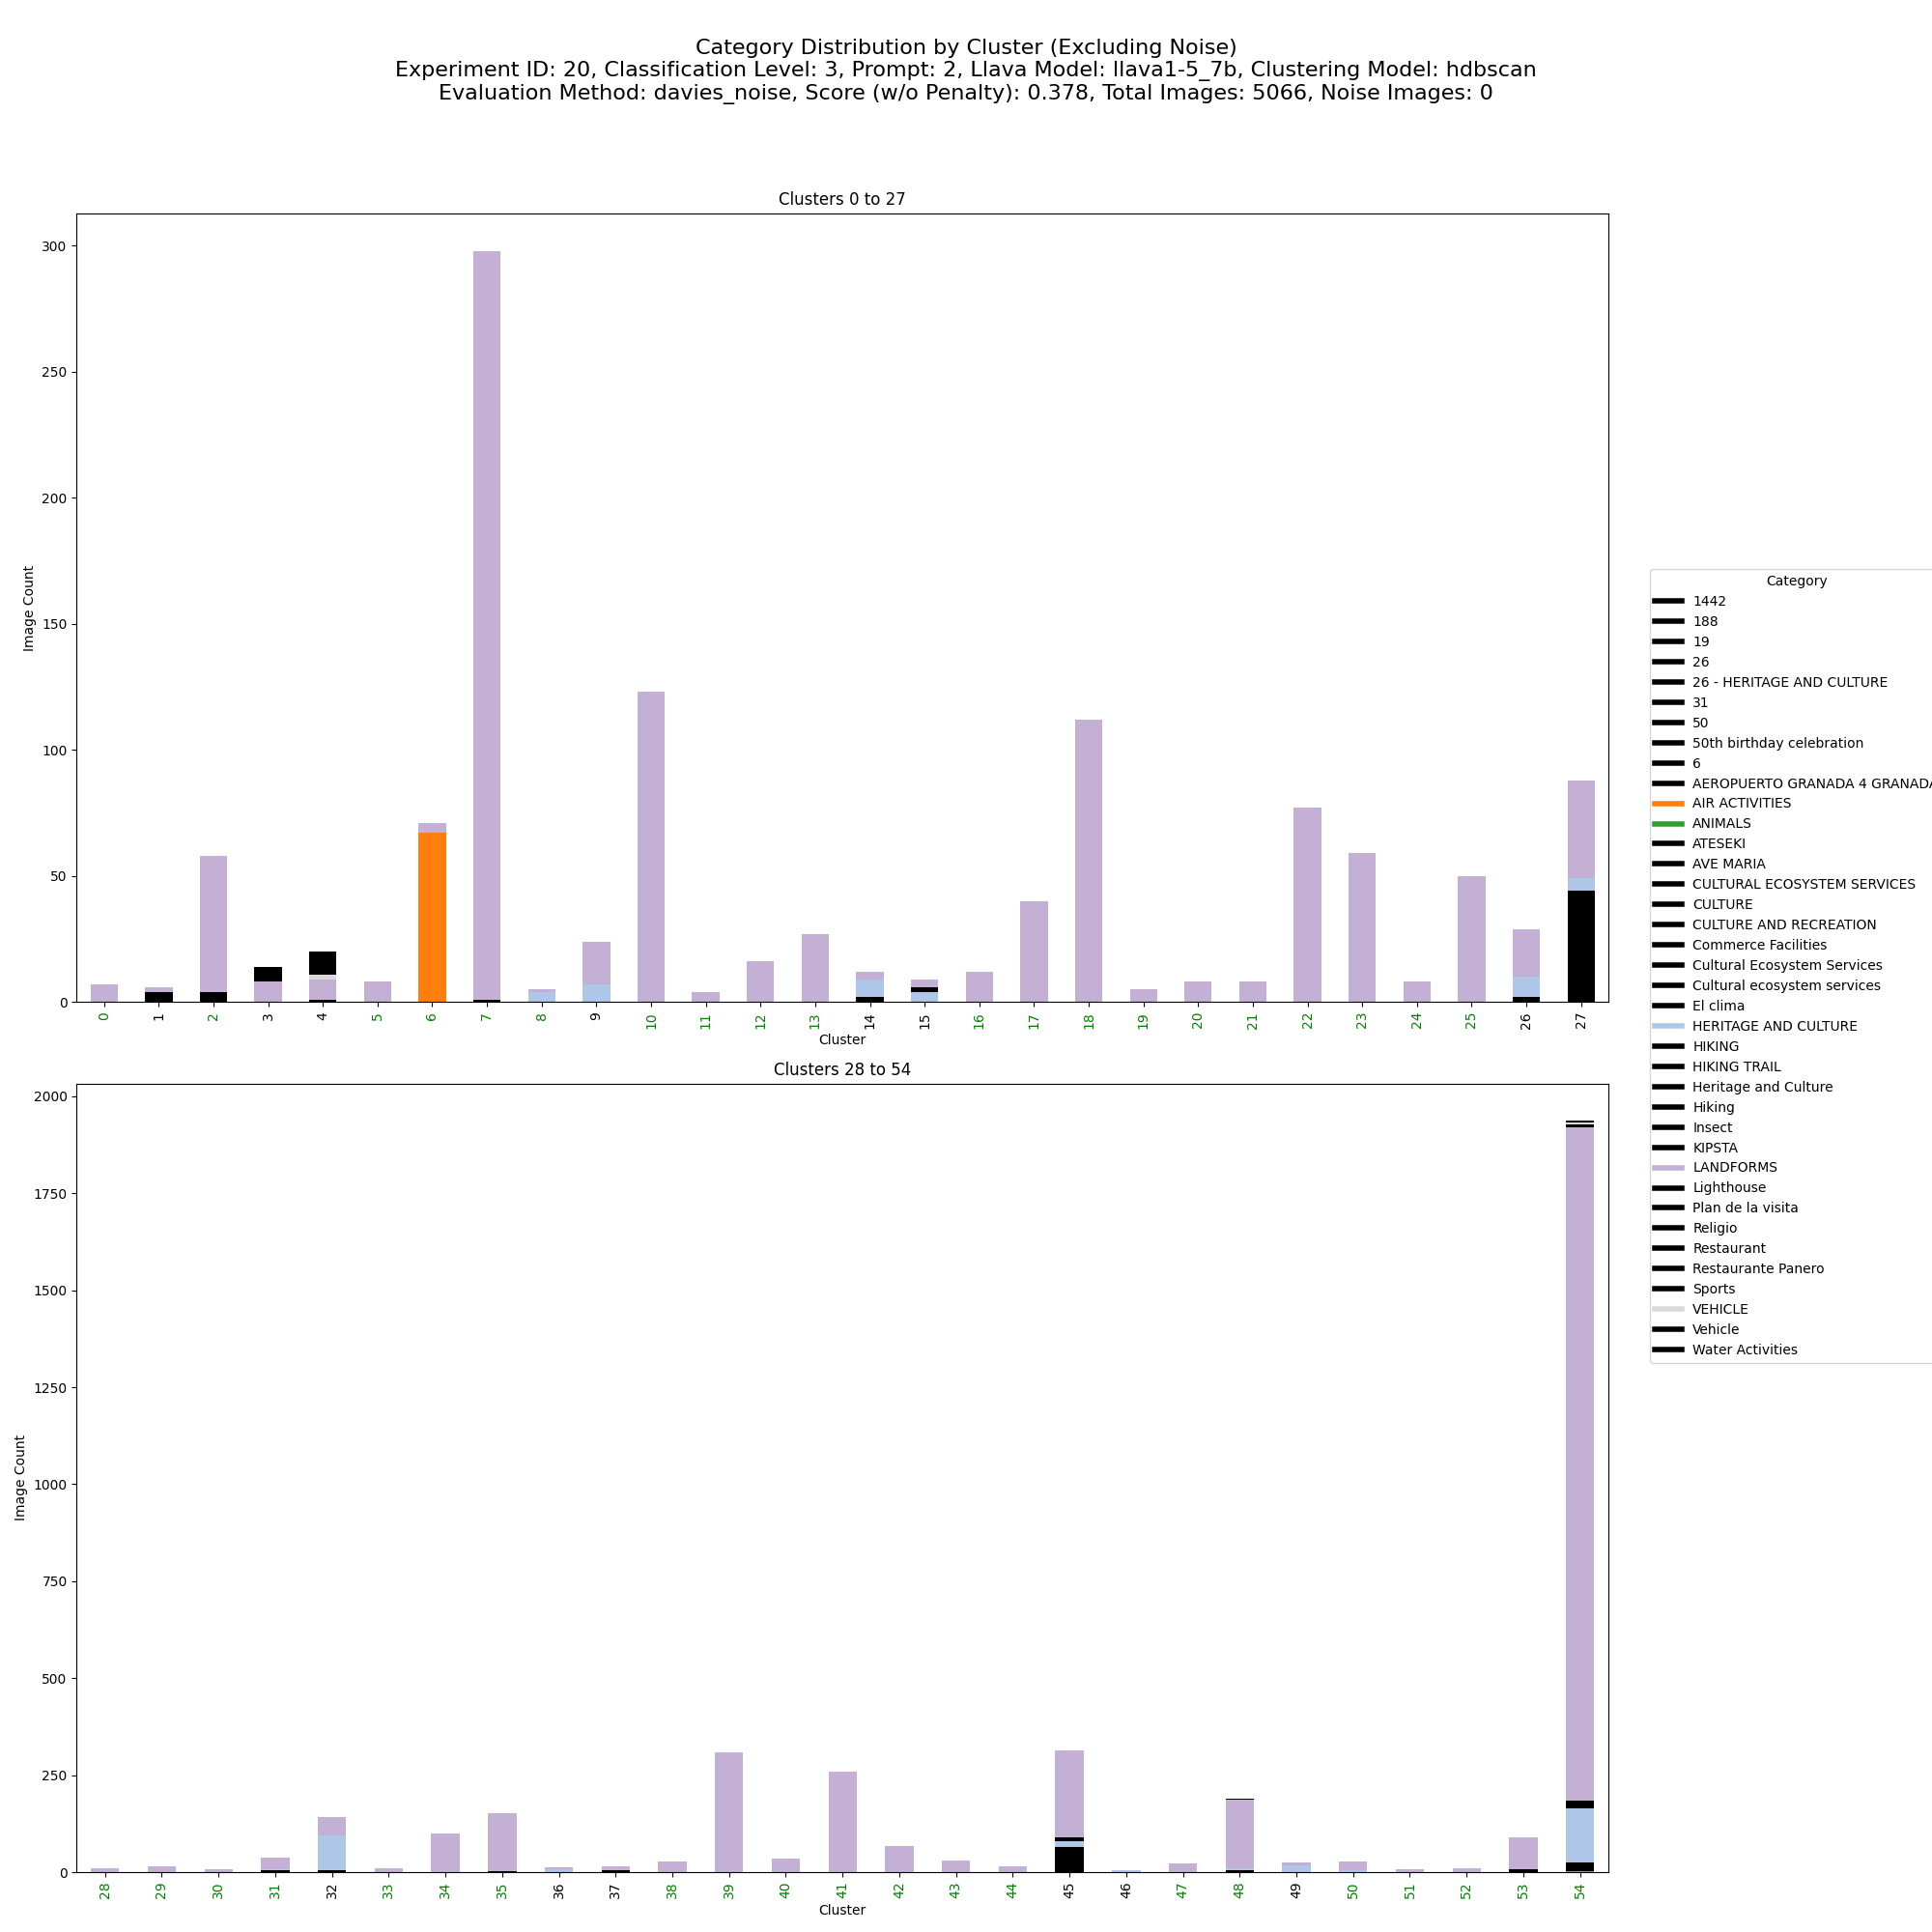 Category Distribution by Cluster (Excluding Noise)
Experiment ID: 20, Classification Level: 3, Prompt: 2, Llava Model: llava1-5_7b, Clustering Model: hdbscan
Evaluation Method: davies_noise, Score (w/o Penalty): 0.378, Total Images: 5066, Noise Images: 0
Clusters 0 to 27
Image Count
300
250
200
150
100
50
0
0 1 2 3 4 5 6 7 8 9 10 11 12 13 14 15 16 17 18 19 20 21 22 23 24 25 26 27
Cluster
Clusters 28 to 54
Image Count
2000
1750
1500
1250
1000
750
500
250
0
28 29 30 31 32 33 34 35 36 37 38 39 40 41 42 43 44 45 46 47 48 49 50 51 52 53 54
Cluster
Category
1442
188
19
26
26 - HERITAGE AND CULTURE
31
50
50th birthday celebration
6
AEROPUERTO GRANADA 4 GRANADA
AIR ACTIVITIES
ANIMALS
ATESEKI
AVE MARIA
CULTURAL ECOSYSTEM SERVICES
CULTURE
CULTURE AND RECREATION
Commerce Facilities
Cultural Ecosystem Services
Cultural ecosystem services
El clima
HERITAGE AND CULTURE
HIKING
HIKING TRAIL
Heritage and Culture
Hiking
Insect
KIPSTA
LANDFORMS
Lighthouse
Plan de la visita
Religio
Restaurant
Restaurante Panero
Sports
VEHICLE
Vehicle
Water Activities